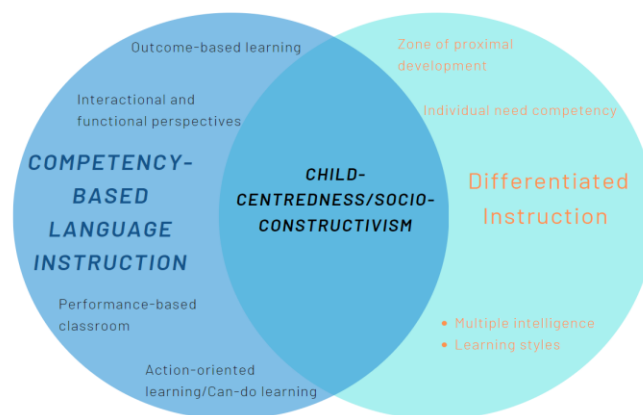 Outcome-based learning
Interactional and
functional perspectives
COMPETENCY-
BASED
LANGUAGE
INSTRUCTION
Performance-based
classroom
Action-oriented
learning/Can-do learning
CHILD-
CENTREDNESS/SOCIO-
CONSTRUCTIVISM
Zone of proximal
development
Individual need competency
Differentiated
Instruction
• Multiple intelligence
• Learning styles